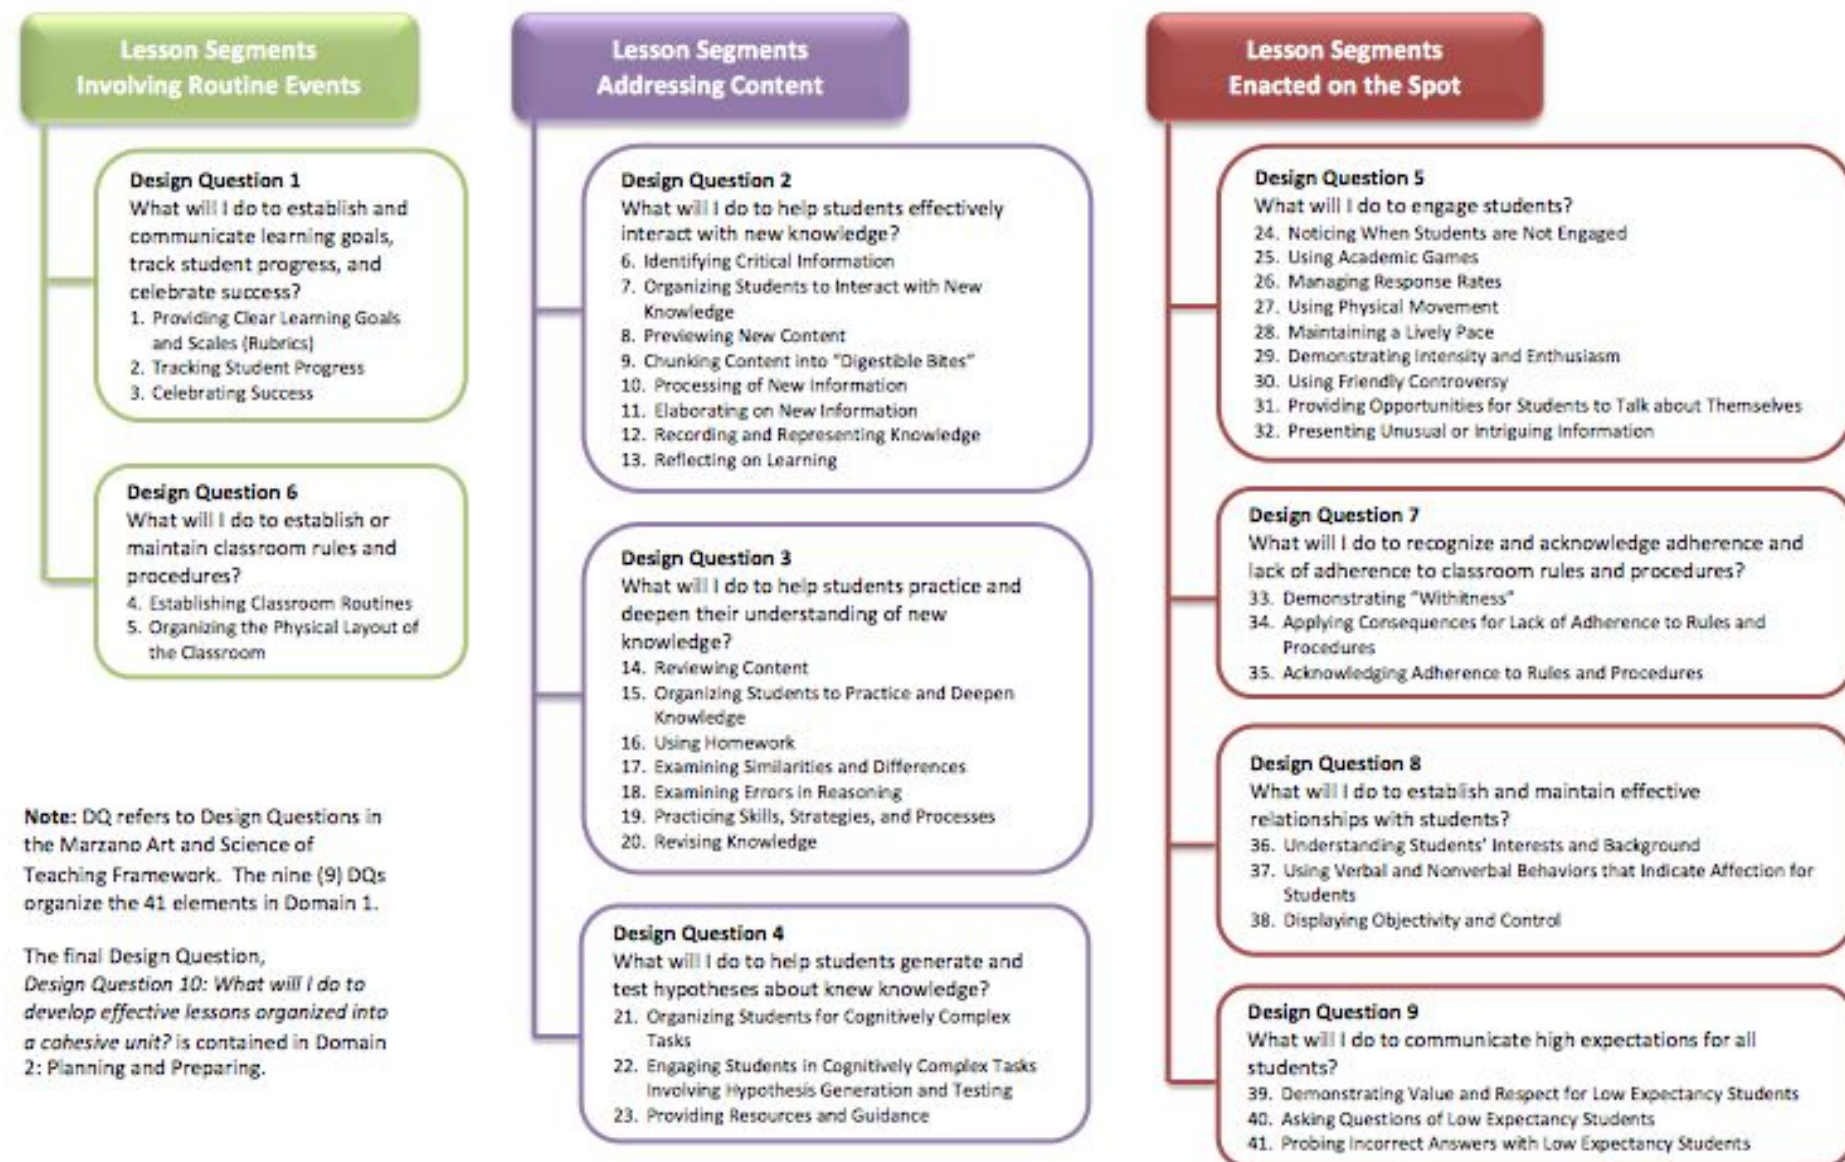 Lesson Segments
Involving Routine Events
Design Question 1
What will I do to establish and
communicate learning goals,
track student progress, and
celebrate success?
1. Providing Clear Learning Goals
and Scales (Rubrics)
2. Tracking Student Progress
3. Celebrating Success
Design Question 6
What will I do to establish or
maintain classroom rules and
procedures?
4. Establishing Classroom Routines
5. Organizing the Physical Layout of
the Classroom
Note: DQ refers to Design Questions in
the Marzano Art and Science of
Teaching Framework. The nine (9) DQs
organize the 41 elements in Domain 1.
The final Design Question,
Design Question 10: What will I do to
develop effective lessons organized into
a cohesive unit? is contained in Domain
2: Planning and Preparing.
Lesson Segments
Addressing Content
Design Question 2
What will I do to help students effectively
interact with new knowledge?
6. Identifying Critical Information
7. Organizing Students to Interact with New
Knowledge
8. Previewing New Content
9. Chunking Content into "Digestible Bites"
10. Processing of New Information
11. Elaborating on New Information
12. Recording and Representing Knowledge
13. Reflecting on Learning
Design Question 3
What will I do to help students practice and
deepen their understanding of new
knowledge?
14. Reviewing Content
15. Organizing Students to Practice and Deepen
Knowledge
16. Using Homework
17. Examining Similarities and Differences
18. Examining Errors in Reasoning
19. Practicing Skills, Strategies, and Processes
20. Revising Knowledge
Design Question 4
What will I do to help students generate and
test hypotheses about knew knowledge?
21. Organizing Students for Cognitively Complex
Tasks
22. Engaging Students in Cognitively Complex Tasks
Involving Hypothesis Generation and Testing
23. Providing Resources and Guidance
Lesson Segments
Enacted on the Spot
Design Question 5
What will I do to engage students?
24. Noticing When Students are Not Engaged
25. Using Academic Games
26. Managing Response Rates
27. Using Physical Movement
28. Maintaining a Lively Pace
29. Demonstrating Intensity and Enthusiasm
30. Using Friendly Controversy
31. Providing Opportunities for Students to Talk about Themselves
32. Presenting Unusual or Intriguing Information
Design Question 7
What will I do to recognize and acknowledge adherence and
lack of adherence to classroom rules and procedures?
33. Demonstrating "Withitness"
34. Applying Consequences for Lack of Adherence to Rules and
Procedures
35. Acknowledging Adherence to Rules and Procedures
Design Question 8
What will I do to establish and maintain effective
relationships with students?
36. Understanding Students' Interests and Background
37. Using Verbal and Nonverbal Behaviors that Indicate Affection for
Students
38. Displaying Objectivity and Control
Design Question 9
What will I do to communicate high expectations for all
students?
39. Demonstrating Value and Respect for Low Expectancy Students
40. Asking Questions of Low Expectancy Students
41. Probing Incorrect Answers with Low Expectancy Students